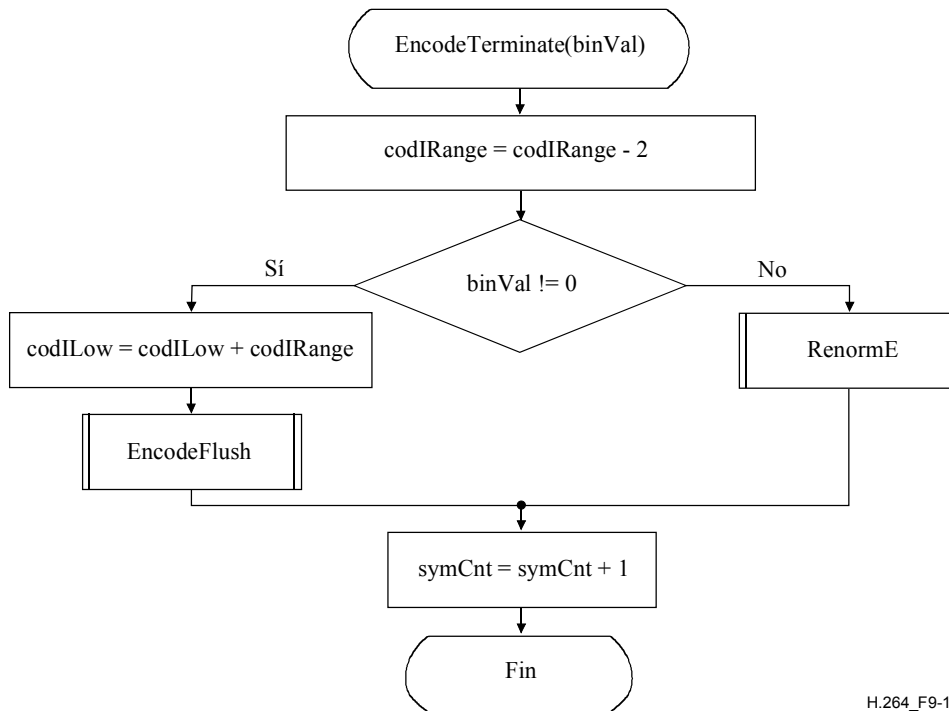 EncodeTerminate(binVal)
codIRange = codIRange - 2
binVal != 0
Sí
No
codILow = codILow + codIRange
RenormE
EncodeFlush
symCnt = symCnt + 1
Fin
H.264_F9-1